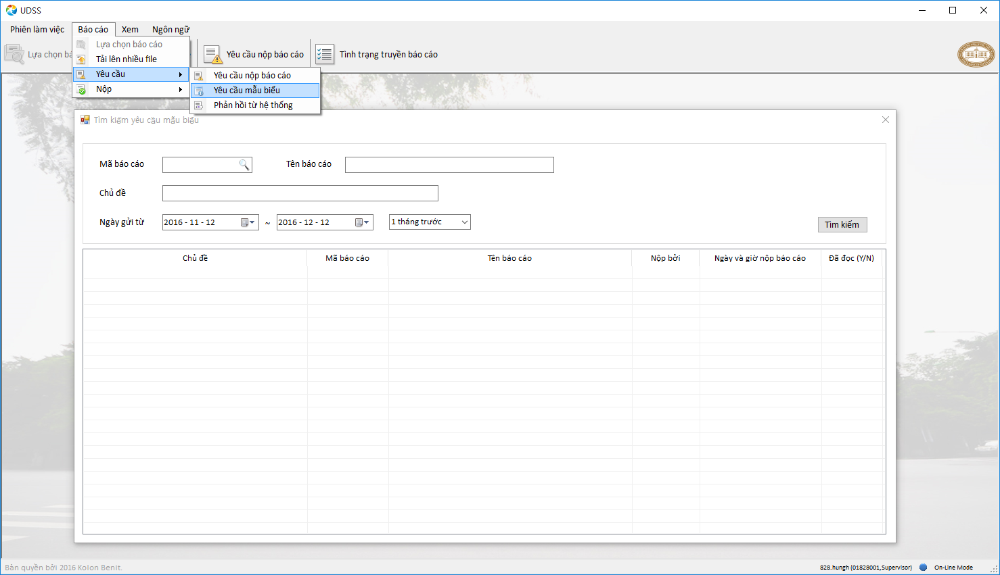 UDSS
Phiên làm việc Báo cáo Xem Ngôn ngữ
Lựa chọn bá
Lựa chọn báo cáo
Tải lên nhiều file
Yêu cầu
Nộp
Yêu cầu nộp báo cáo Tình trạng truyền báo cáo
Yêu cầu nộp báo cáo
Yêu cầu mẫu biểu
Phản hồi từ hệ thống
Tìm kiếm yêu cầu mẫu biểu
Mã báo cáo Tên báo cáo
Chủ đề
Ngày gửi từ 2016 - 11 - 12 ~ 2016 - 12 - 12 1 tháng trước
Tìm kiếm
Chủ đề Mã báo cáo Tên báo cáo Nộp bởi Ngày và giờ nộp báo cáo Đã đọc (Y/N)
Bản quyền bởi 2016 Kolon Benit. 828.hungh (01828001,Supervisor) On-Line Mode